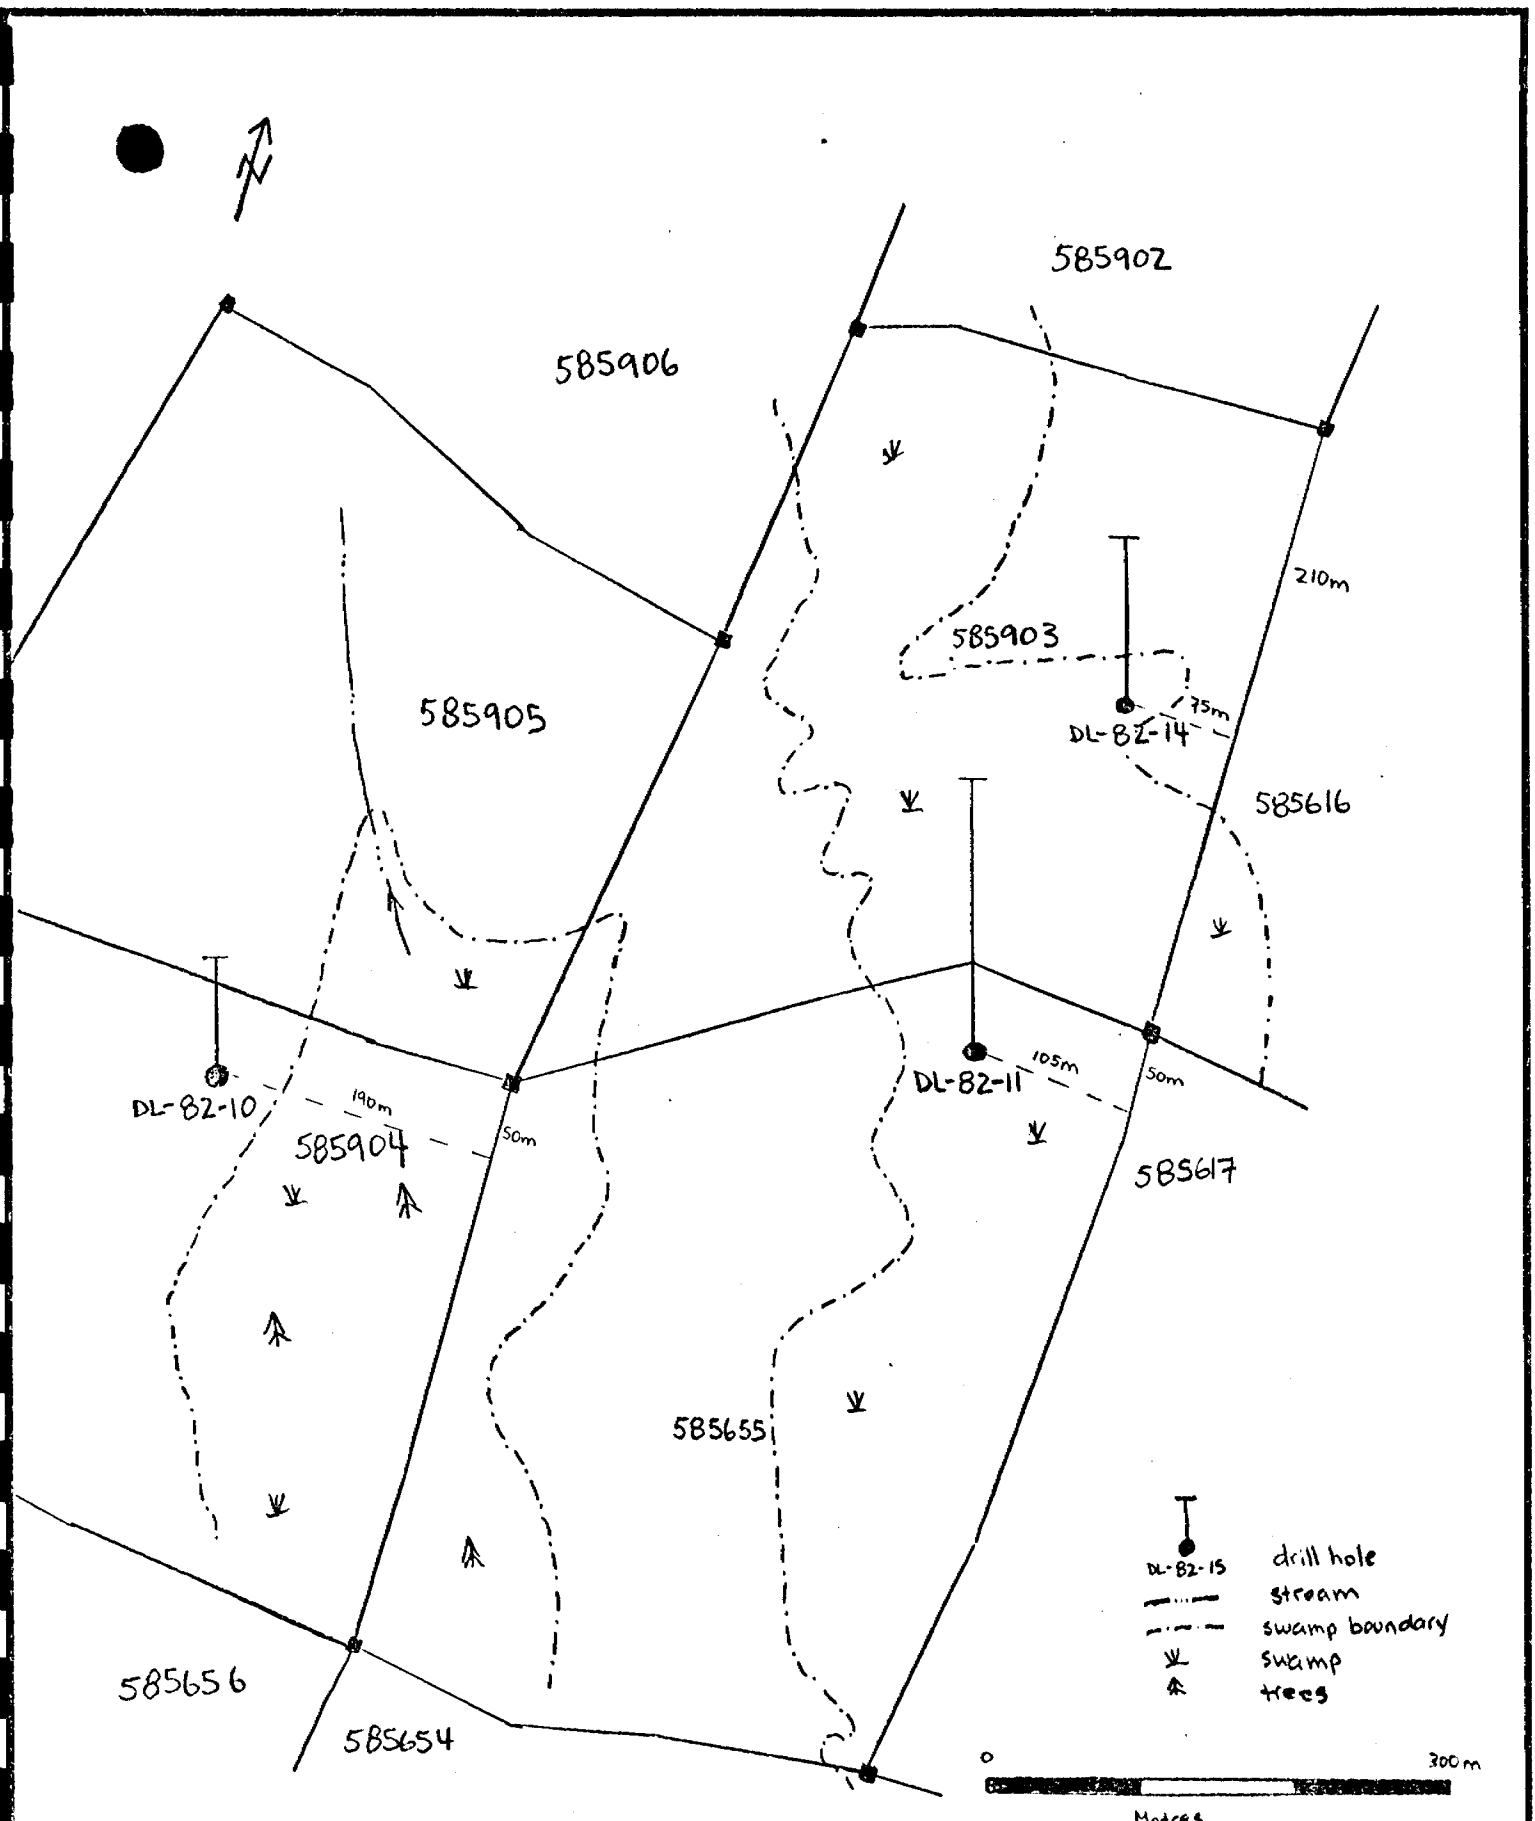 N
585902
585906
210m
585903
585905
75m
DL-82-14
585616
105m
50m
DL-82-11
DL-82-10
190m
50m
585904
585617
585655
DL-82-15 drill hole
stream
swamp boundary
swamp
trees
585656
585654
0 300m
Metres